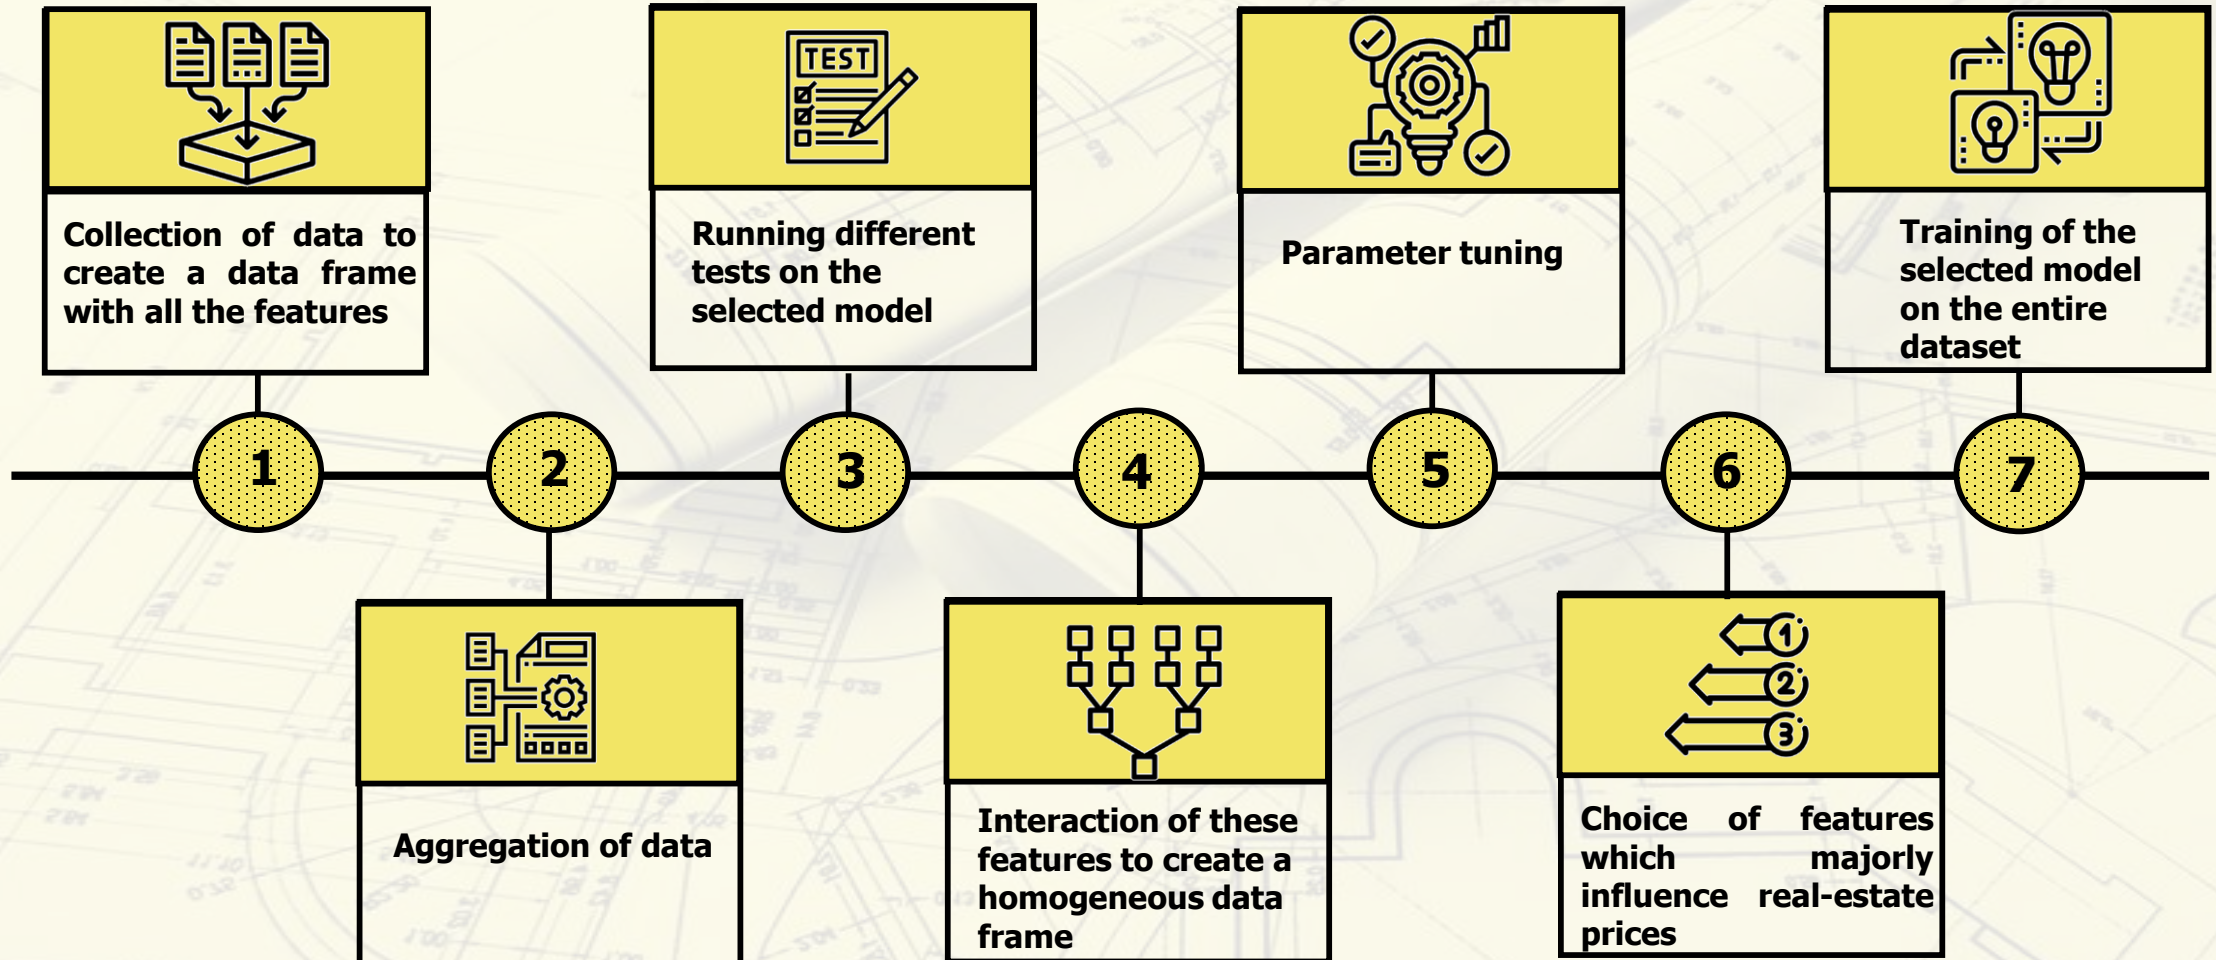 TEST
Collection of data to
create a data frame
with all the features
Running different
tests on the
selected model
Parameter tuning
Training of the
selected model
on the entire
dataset
1
2
3
4
5
6
7
1
2
3
Aggregation of data
Interaction of these
features to create a
homogeneous data
frame
Choice of features
which majorly
influence real-estate
prices